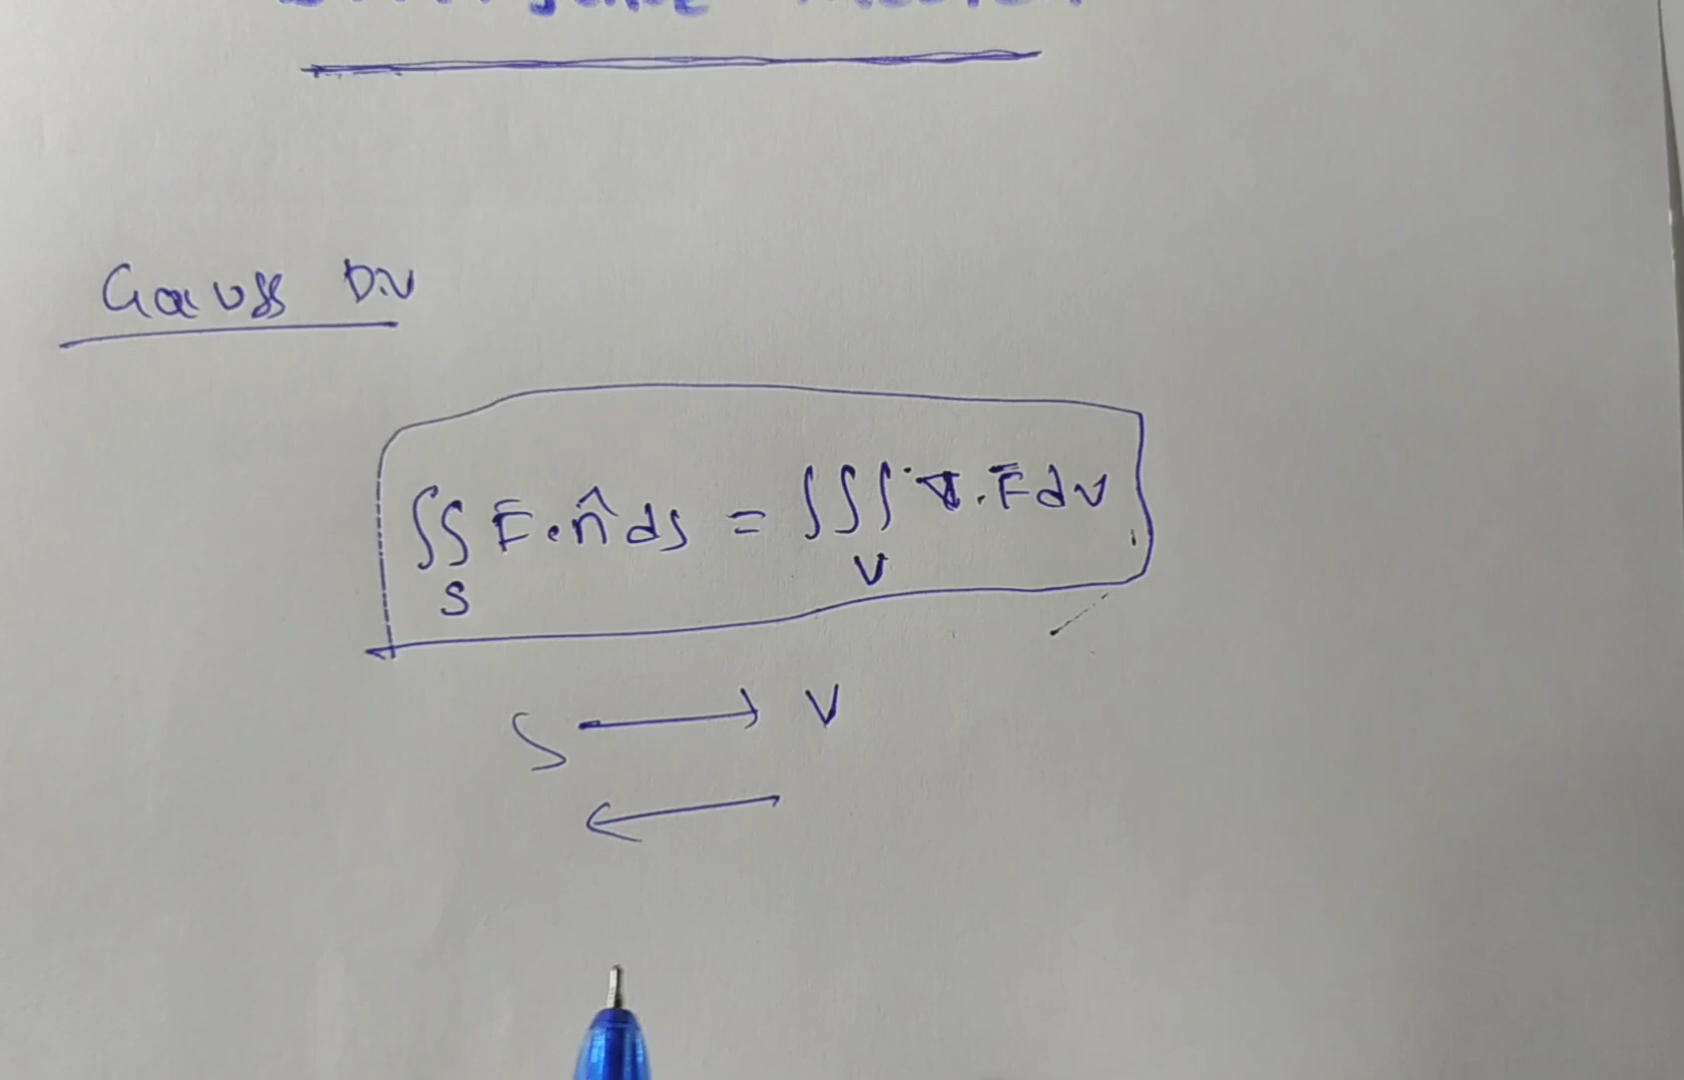 Gauss Div
∬_S F̄·n̂ ds = ∭_V ∇·F̄ dv
S → V
←